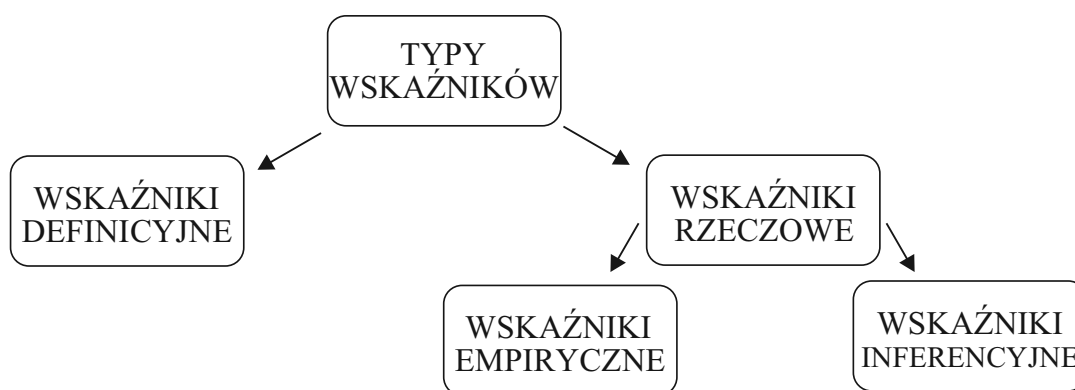 TYPY
WSKAŹNIKÓW
WSKAŹNIKI
DEFINICYJNE
WSKAŹNIKI
RZECZOWE
WSKAŹNIKI
EMPIRYCZNE
WSKAŹNIKI
INFERENCYJNE